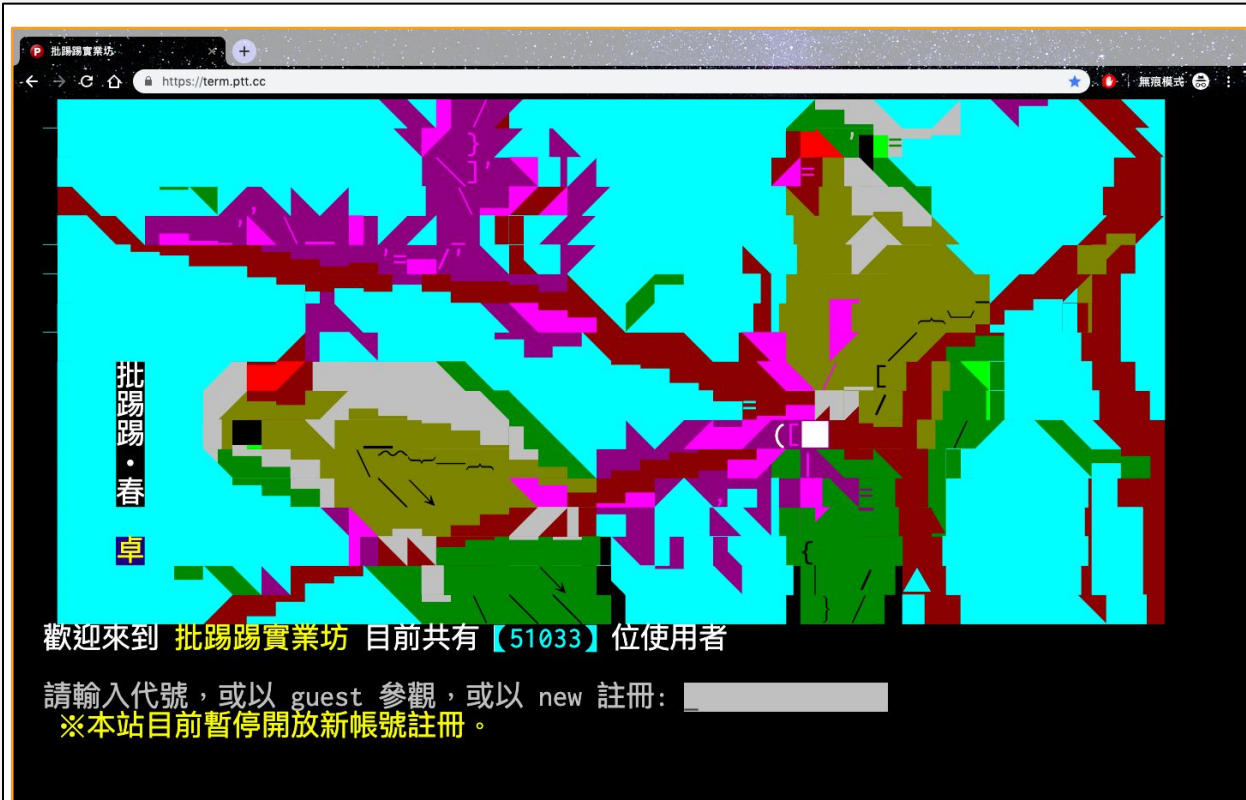 批踢踢實業坊
https://term.ptt.cc
無痕模式
批踢踢・春
卓
歡迎來到 批踢踢實業坊 目前共有【51033】位使用者
請輸入代號，或以 guest 參觀，或以 new 註冊: _
※本站目前暫停開放新帳號註冊。